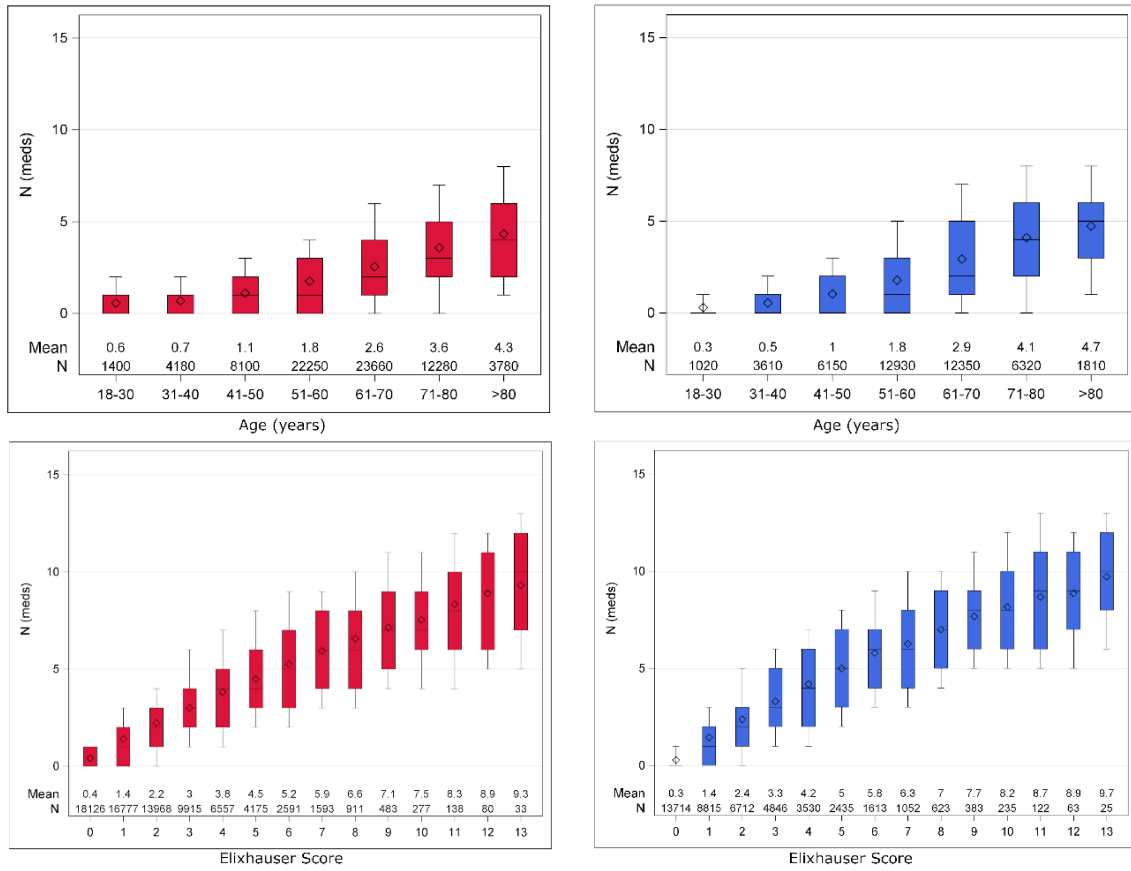 15
10
5
0
N (meds)
Mean 0.6 0.7 1.1 1.8 2.6 3.6 4.3
N 1400 4180 8100 22250 23660 12280 3780
18-30 31-40 41-50 51-60 61-70 71-80 >80
Age (years)
15
10
5
0
N (meds)
Mean 0.3 0.5 1 1.8 2.9 4.1 4.7
N 1020 3610 6150 12930 12350 6320 1810
18-30 31-40 41-50 51-60 61-70 71-80 >80
Age (years)
15
10
5
0
N (meds)
Mean 0.4 1.4 2.2 3 3.8 4.5 5.2 5.9 6.6 7.1 7.5 8.3 8.9 9.3
N 18126 16777 13968 9915 6557 4175 2591 1593 911 483 277 138 80 33
0 1 2 3 4 5 6 7 8 9 10 11 12 13
Elixhauser Score
15
10
5
0
N (meds)
Mean 0.3 1.4 2.4 3.3 4.2 5 5.8 6.3 7 7.7 8.2 8.7 8.9 9.7
N 13714 8815 6712 4846 3530 2435 1613 1052 623 383 235 122 63 25
0 1 2 3 4 5 6 7 8 9 10 11 12 13
Elixhauser Score